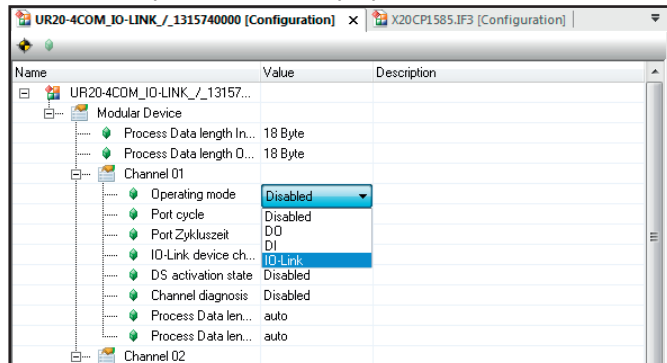 UR20-4COM_IO-LINK_/_1315740000 [Configuration] x X20CP1585.IF3 [Configuration]
Name Value Description
UR20-4COM_IO-LINK_/_13157...
Modular Device
Process Data length In... 18 Byte
Process Data length O... 18 Byte
Channel 01
Operating mode Disabled
Port cycle Disabled
Port Zykluszeit DO
DI
IO-Link device ch... IO-Link
DS activation state Disabled
Channel diagnosis Disabled
Process Data len... auto
Process Data len... auto
Channel 02